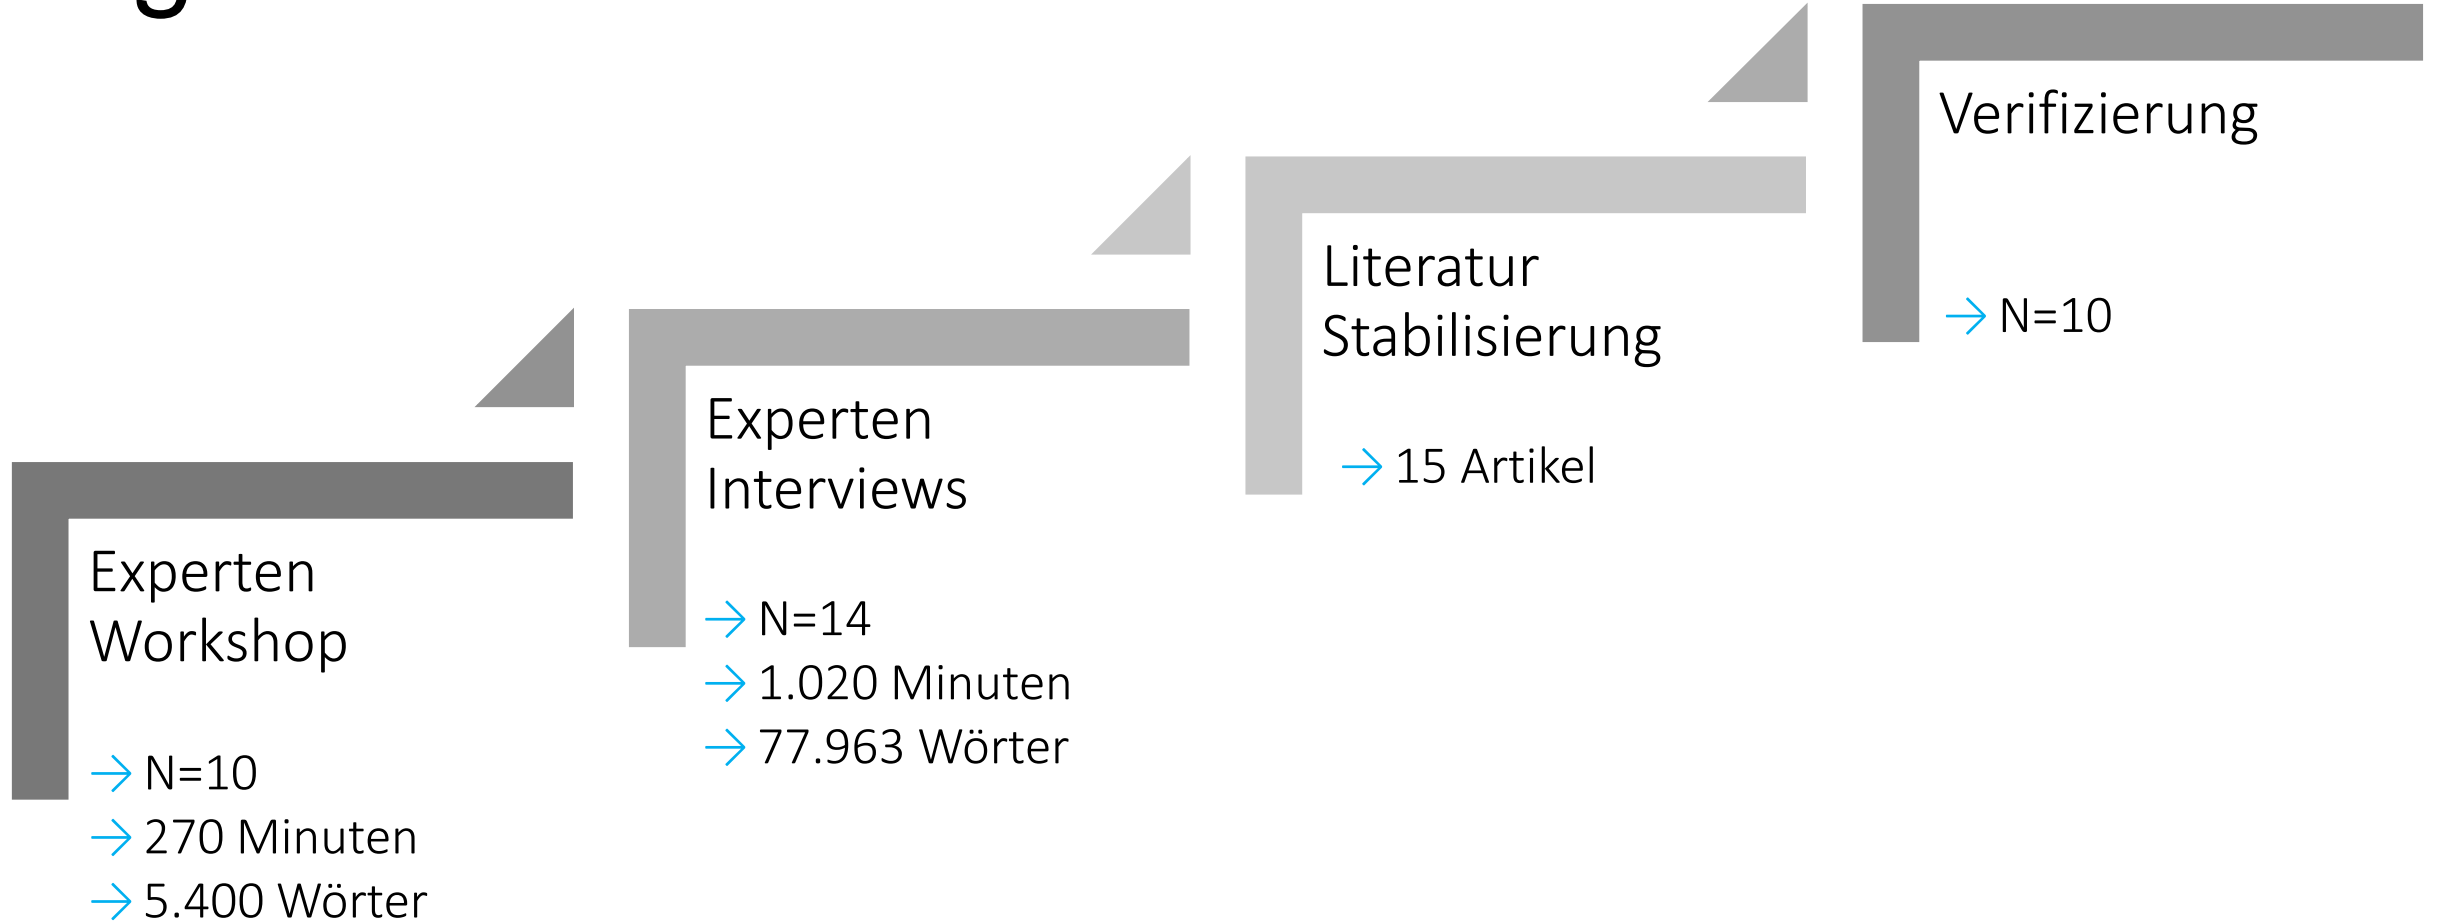 Experten
Workshop
→ N=10
→ 270 Minuten
→ 5.400 Wörter
Experten
Interviews
→ N=14
→ 1.020 Minuten
→ 77.963 Wörter
Literatur
Stabilisierung
→ 15 Artikel
Verifizierung
→ N=10